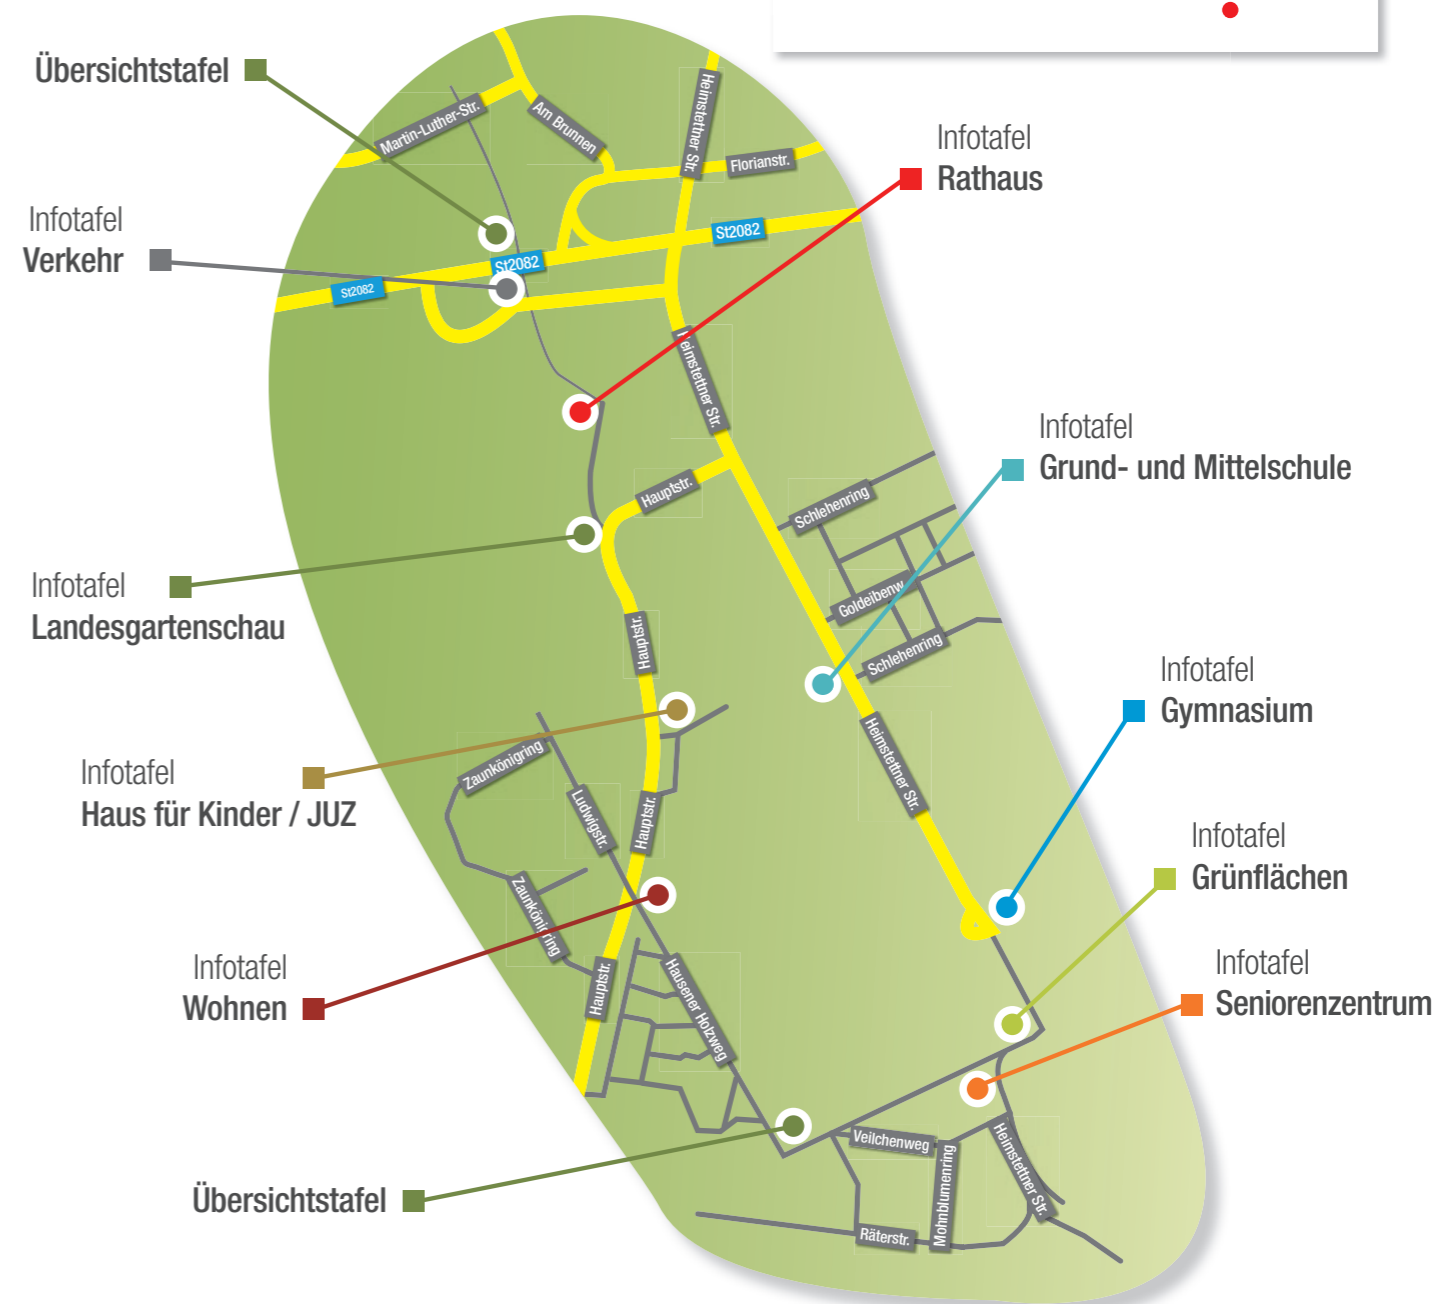 Übersichtstafel
Infotafel
Verkehr
Infotafel
Landesgartenschau
Infotafel
Haus für Kinder / JUZ
Infotafel
Wohnen
Übersichtstafel
Infotafel
Rathaus
Infotafel
Grund- und Mittelschule
Infotafel
Gymnasium
Infotafel
Grünflächen
Infotafel
Seniorenzentrum
Martin-Luther-Str.
Am Brunnen
Heimstettner Str.
Florianstr.
St2082
St2082
St2082
Heimstettner Str.
Hauptstr.
Schlehenring
Goldeibenw.
Schlehenring
Hauptstr.
Heimstettner Str.
Zaunkönigring
Ludwigstr.
Hauptstr.
Zaunkönigring
Hauptstr.
Hausener Holzweg
Veilchenweg
Mohnblumenring
Heimstettner Str.
Räterstr.